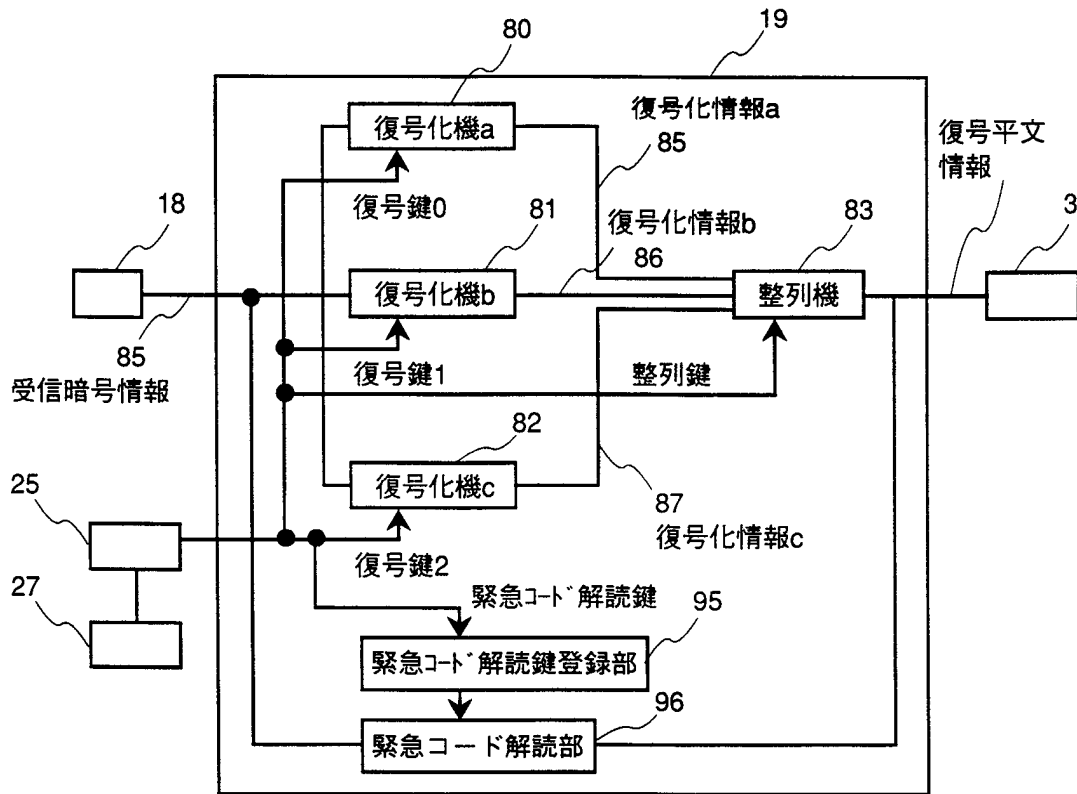 80
19
復号化機a
復号化情報a
85
復号平文
情報
復号鍵0
18
81
復号化情報b
86
83
3
復号化機b
整列機
85
受信暗号情報
復号鍵1
整列鍵
82
25
復号化機c
87
復号化情報c
復号鍵2
27
緊急ｺｰﾄﾞ解読鍵
95
緊急ｺｰﾄﾞ解読鍵登録部
96
緊急コード解読部